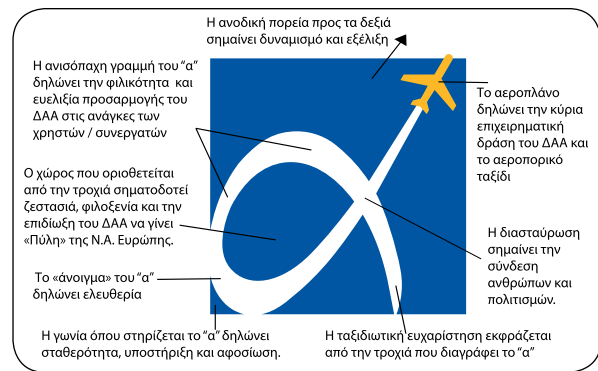 Η ανοδική πορεία προς τα δεξιά
σημαίνει δυναμισμό και εξέλιξη
Η ανισόπαχη γραμμή του “α”
δηλώνει την φιλικότητα και
ευελιξία προσαρμογής του
ΔΑΑ στις ανάγκες των
χρηστών / συνεργατών
Το αεροπλάνο
δηλώνει την κύρια
επιχειρηματική
δράση του ΔΑΑ και
το αεροπορικό
ταξίδι
Ο χώρος που οριοθετείται
από την τροχιά σηματοδοτεί
ζεστασιά, φιλοξενία και την
επιδίωξη του ΔΑΑ να γίνει
«Πύλη» της Ν.Α. Ευρώπης.
Η διασταύρωση
σημαίνει την
σύνδεση
ανθρώπων και
πολιτισμών.
Το «άνοιγμα» του “α”
δηλώνει ελευθερία
Η γωνία όπου στηρίζεται το “α” δηλώνει
σταθερότητα, υποστήριξη και αφοσίωση.
Η ταξιδιωτική ευχαρίστηση εκφράζεται
από την τροχιά που διαγράφει το “α”